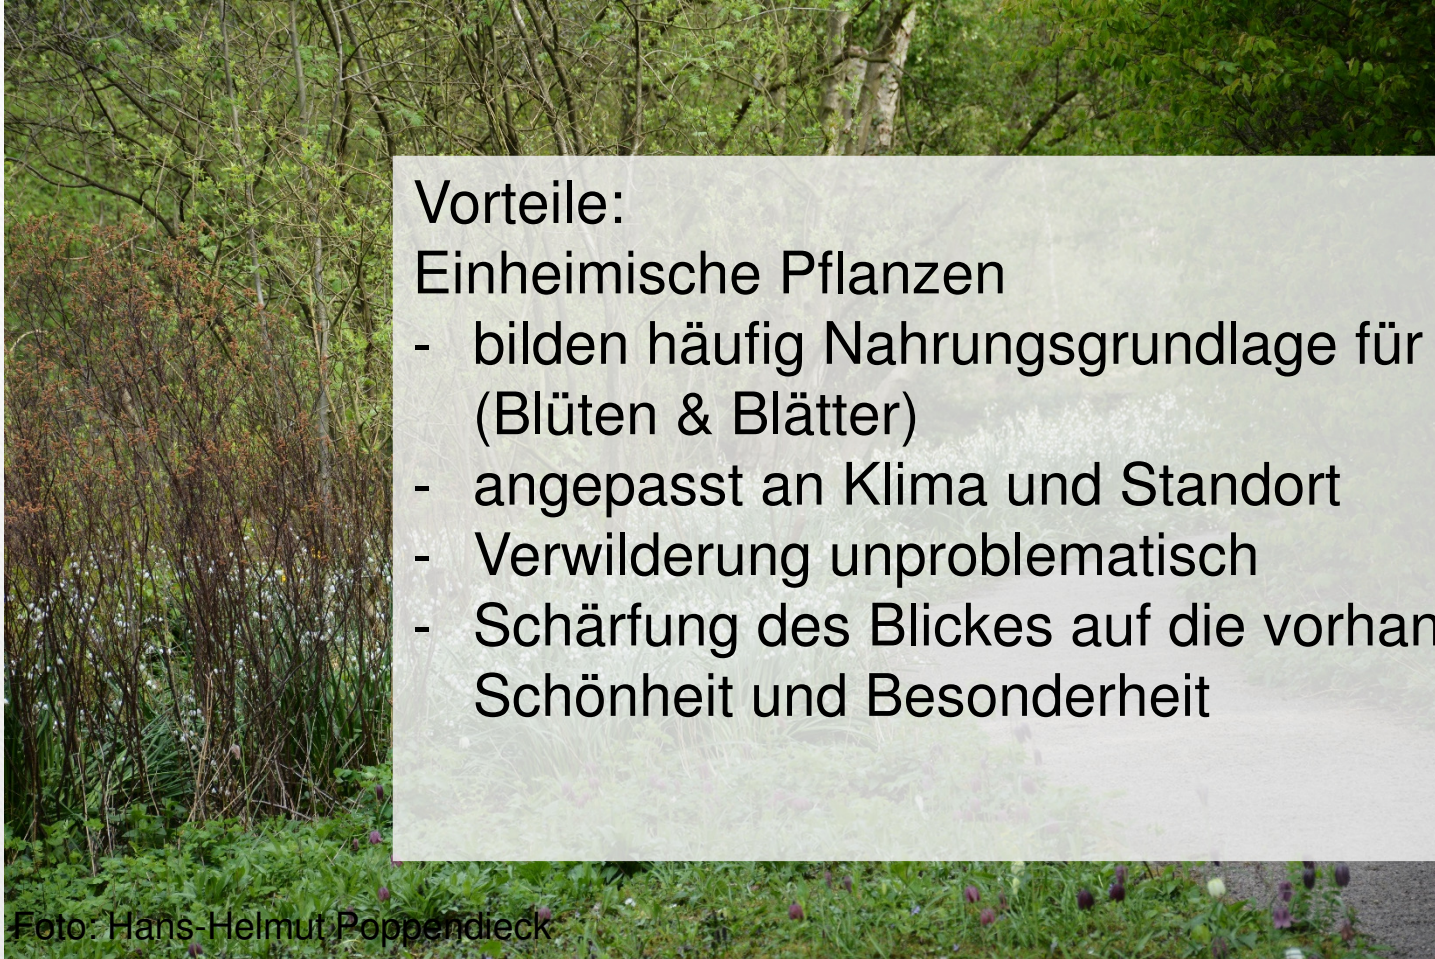 Vorteile:
Einheimische Pflanzen
- bilden häufig Nahrungsgrundlage für
(Blüten & Blätter)
- angepasst an Klima und Standort
- Verwilderung unproblematisch
- Schärfung des Blickes auf die vorhan
Schönheit und Besonderheit
Foto: Hans-Helmut Poppendieck